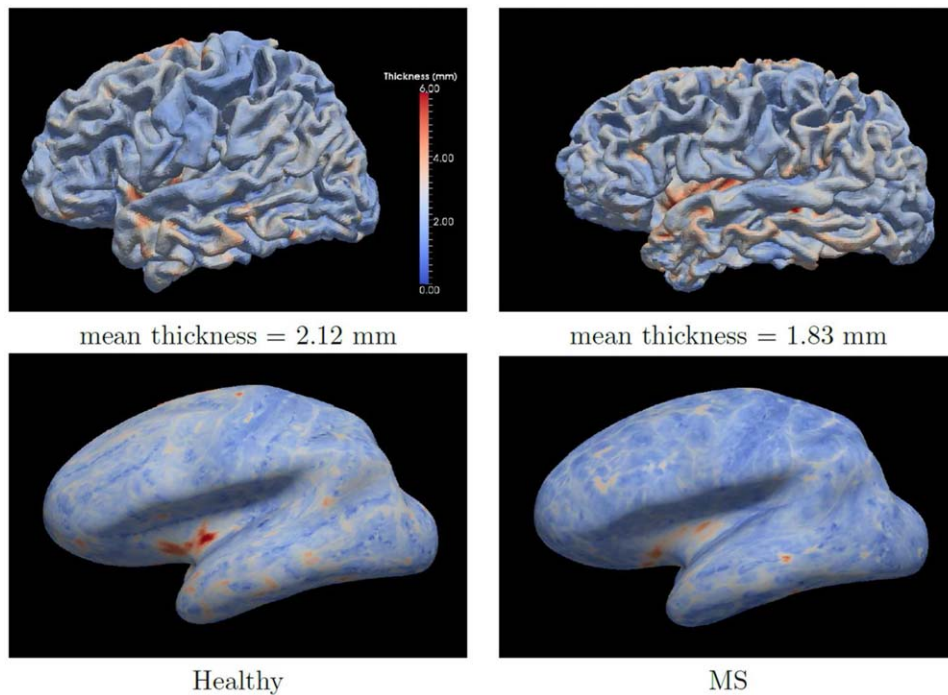 Thickness (mm)
6.00
4.00
2.00
0.00
mean thickness = 2.12 mm
mean thickness = 1.83 mm
Healthy
MS